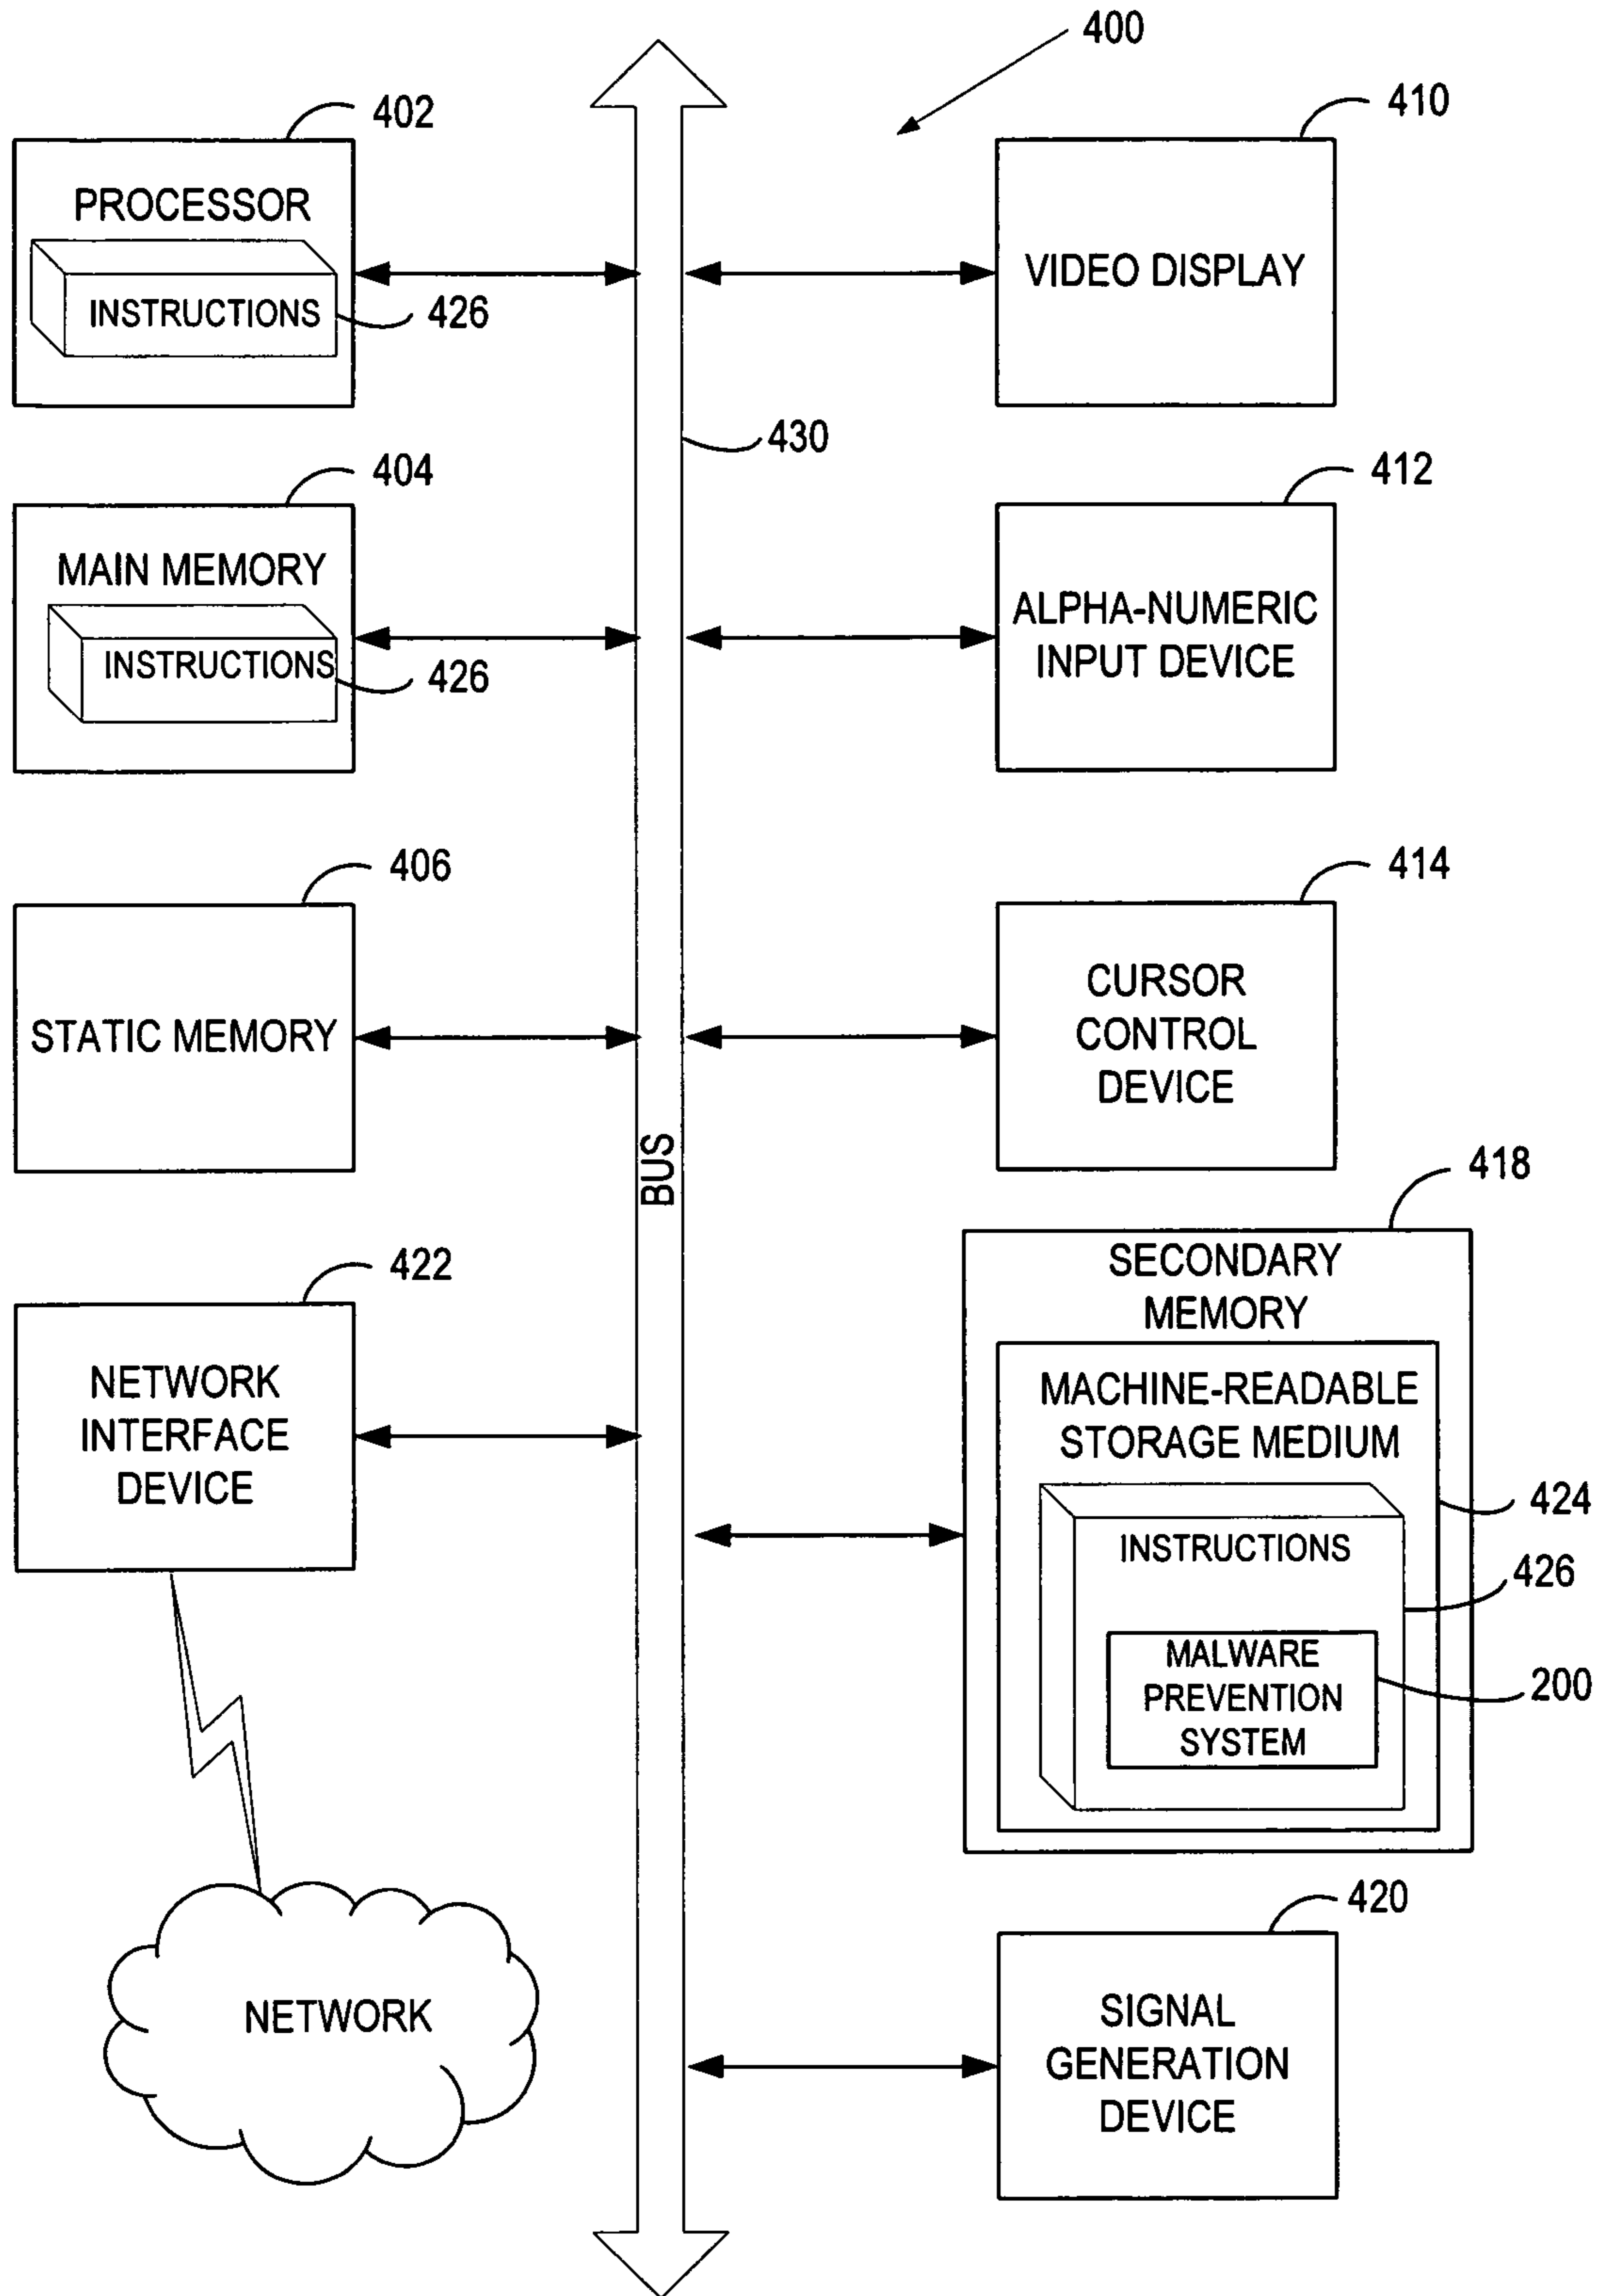 400
402
PROCESSOR
INSTRUCTIONS
426
410
VIDEO DISPLAY
430
404
MAIN MEMORY
INSTRUCTIONS
426
412
ALPHA-NUMERIC
INPUT DEVICE
406
STATIC MEMORY
414
CURSOR
CONTROL
DEVICE
BUS
422
NETWORK
INTERFACE
DEVICE
418
SECONDARY
MEMORY
MACHINE-READABLE
STORAGE MEDIUM
424
INSTRUCTIONS
426
MALWARE
PREVENTION
SYSTEM
200
NETWORK
420
SIGNAL
GENERATION
DEVICE